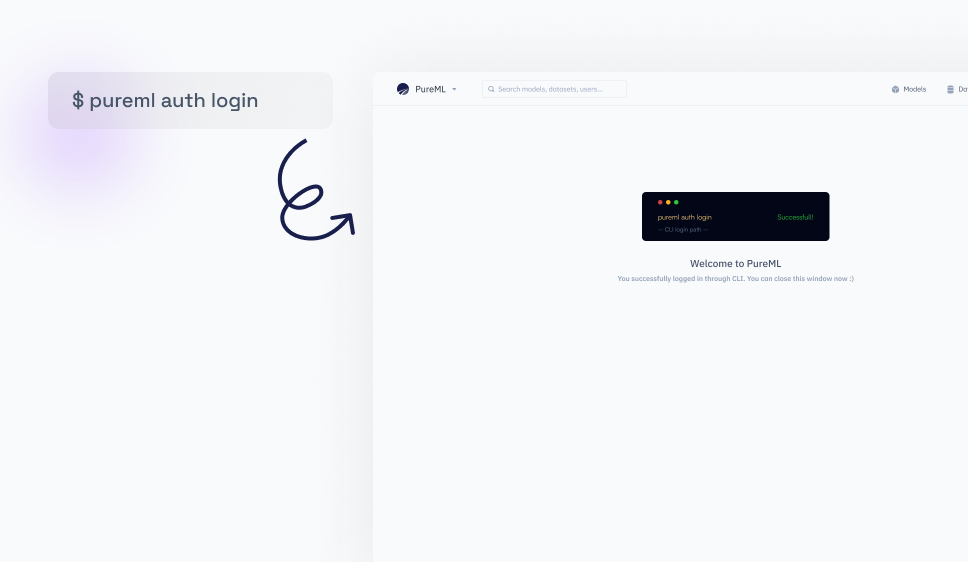 $ pureml auth login
PureML
Search models, datasets, users...
Models
pureml auth login
Successfull!
-- CLI login path --
Welcome to PureML
You successfully logged in through CLI. You can close this window now :)